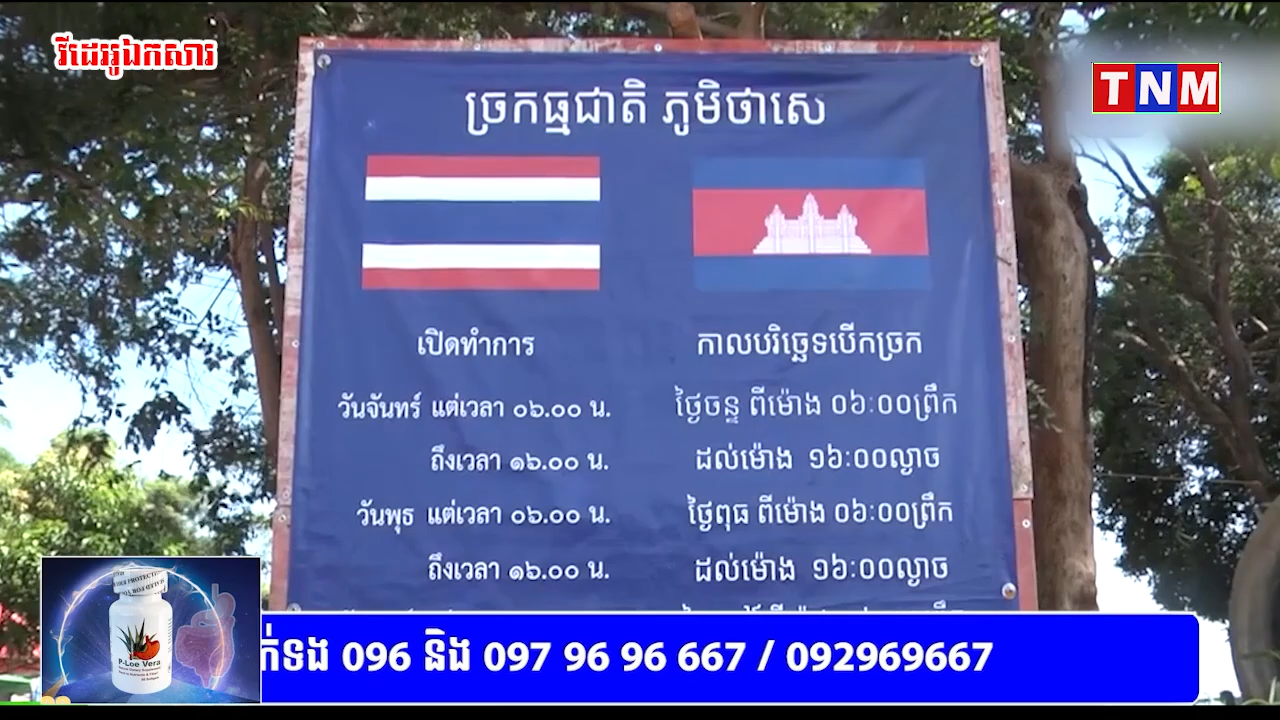 វីដេអូឯកសារ
TNM
ច្រកធម្មជាតិ ភូមិថាសេ
เปิดทำการ
កាលបរិច្ឆេទបើកច្រក
วันจันทร์ แต่เวลา ๐๖.๐๐ น.
ថ្ងៃចន្ទ ពីម៉ោង ០៦:០០ព្រឹក
ถึงเวลา ๑๖.๐๐ น.
ដល់ម៉ោង ១៦:០០ល្ងាច
วันพุธ แต่เวลา ๐๖.๐๐ น.
ថ្ងៃពុធ ពីម៉ោង ០៦:០០ព្រឹក
ถึงเวลา ๑๖.๐๐ น.
ដល់ម៉ោង ១៦:០០ល្ងាច
P-Loe Vera
ក់ទង 096 និង 097 96 96 667 / 092969667